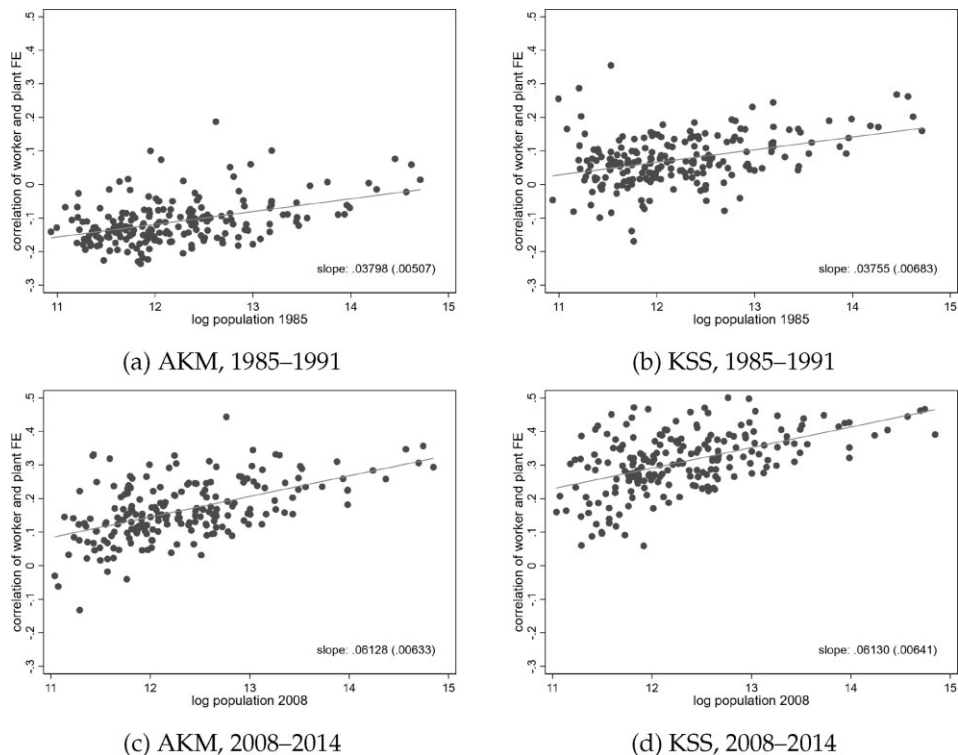 correlation of worker and plant FE
.5
.4
.3
.2
.1
0
-.1
-.2
-.3
slope: .03798 (.00507)
11 12 13 14 15
log population 1985
(a) AKM, 1985–1991
correlation of worker and plant FE
.5
.4
.3
.2
.1
0
-.1
-.2
-.3
slope: .03755 (.00683)
11 12 13 14 15
log population 1985
(b) KSS, 1985–1991
correlation of worker and plant FE
.5
.4
.3
.2
.1
0
-.1
-.2
-.3
slope: .06128 (.00633)
11 12 13 14 15
log population 2008
(c) AKM, 2008–2014
correlation of worker and plant FE
.5
.4
.3
.2
.1
0
-.1
-.2
-.3
slope: .06130 (.00641)
11 12 13 14 15
log population 2008
(d) KSS, 2008–2014